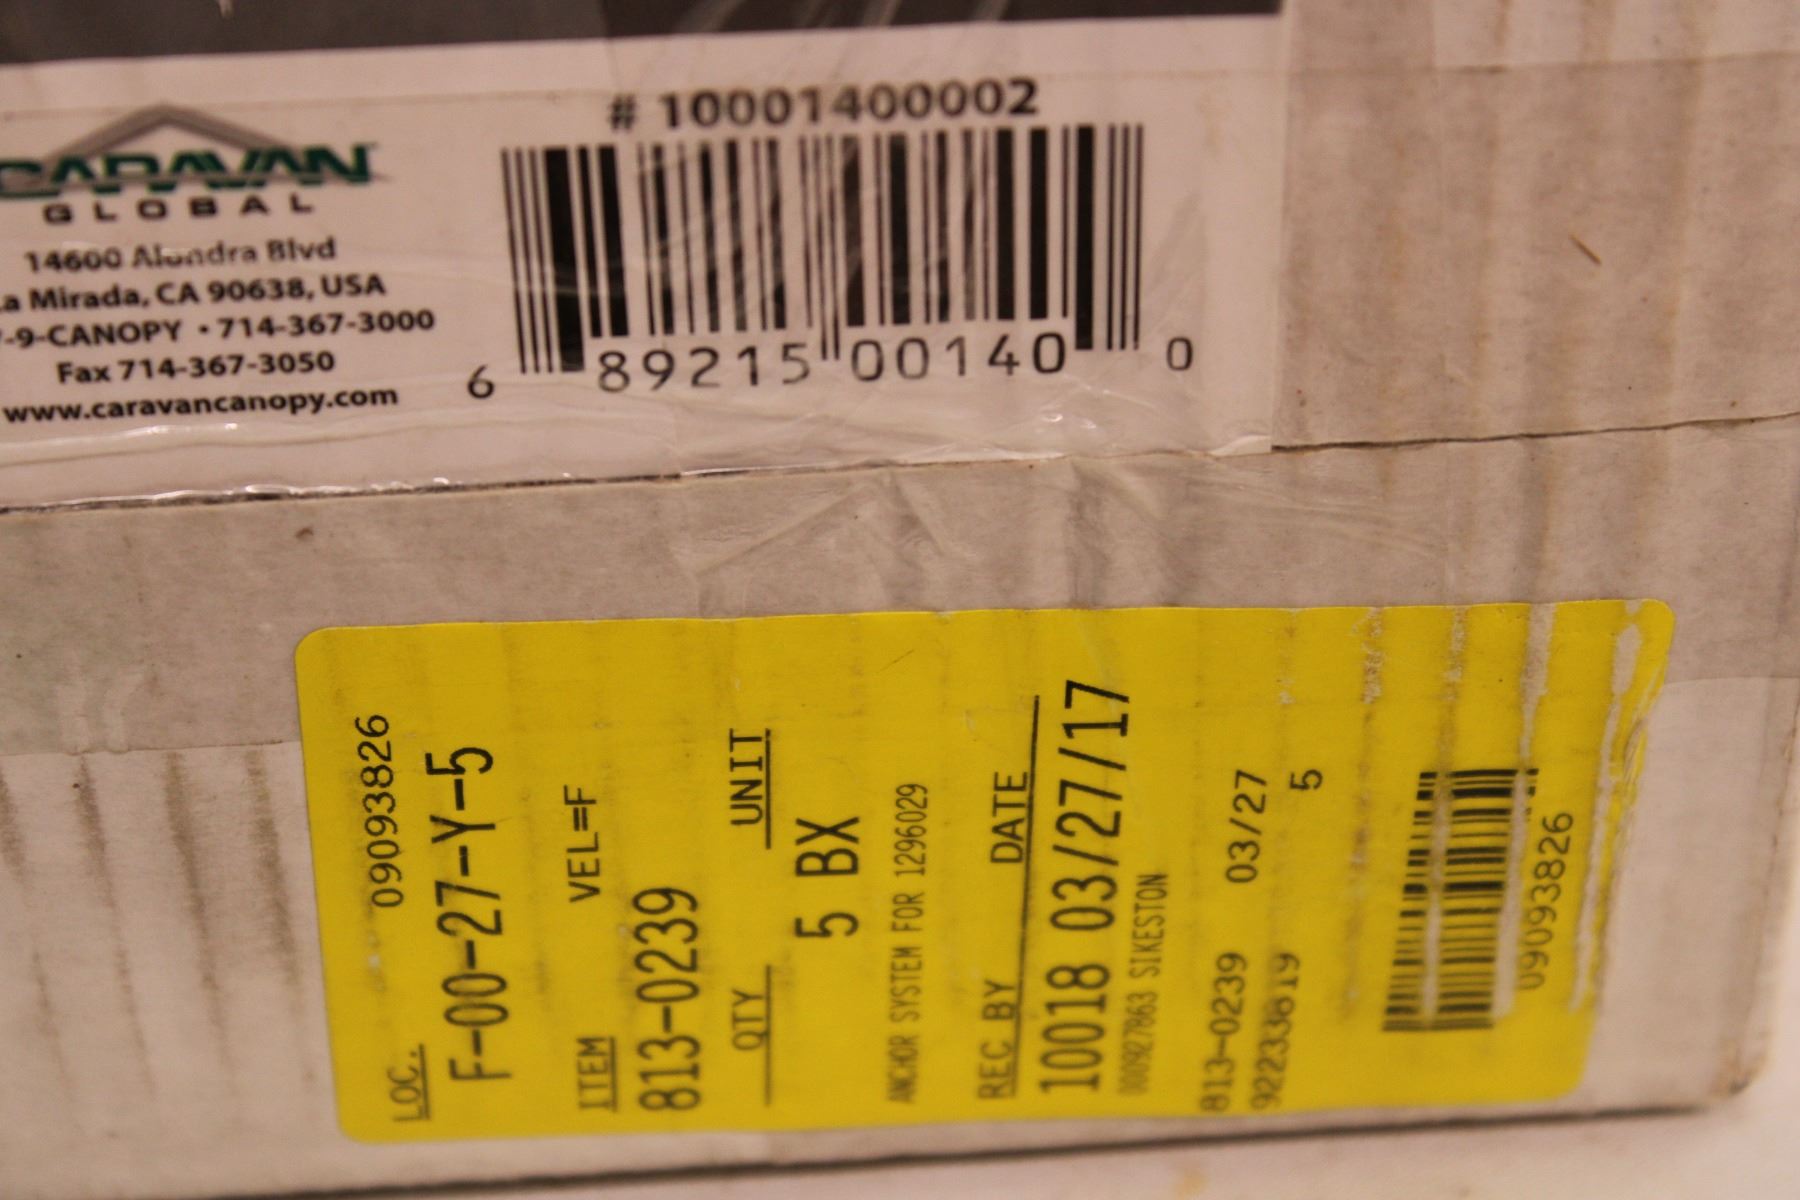 CARAVAN
GLOBAL
14600 Alondra Blvd
a Mirada, CA 90638, USA
-9-CANOPY • 714-367-3000
Fax 714-367-3050
www.caravancanopy.com
# 10001400002
6 89215 00140 0
09093826
LOC. F-00-27-Y-5
VEL=F
ITEM
813-0239
QTY UNIT
5 BX
ANCHOR SYSTEM FOR 1296029
REC BY DATE
10018 03/27/17
000927863 SIKESTON
813-0239 03/27
92233819 5
09093826